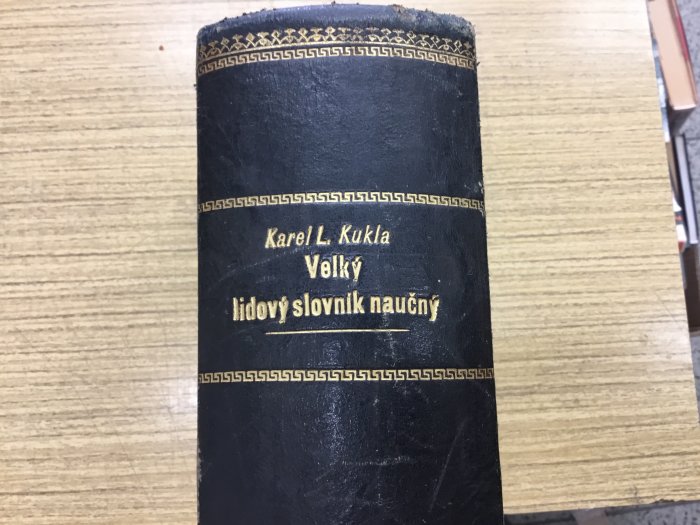 Karel L. Kukla
Velký
lidový slovník naučný